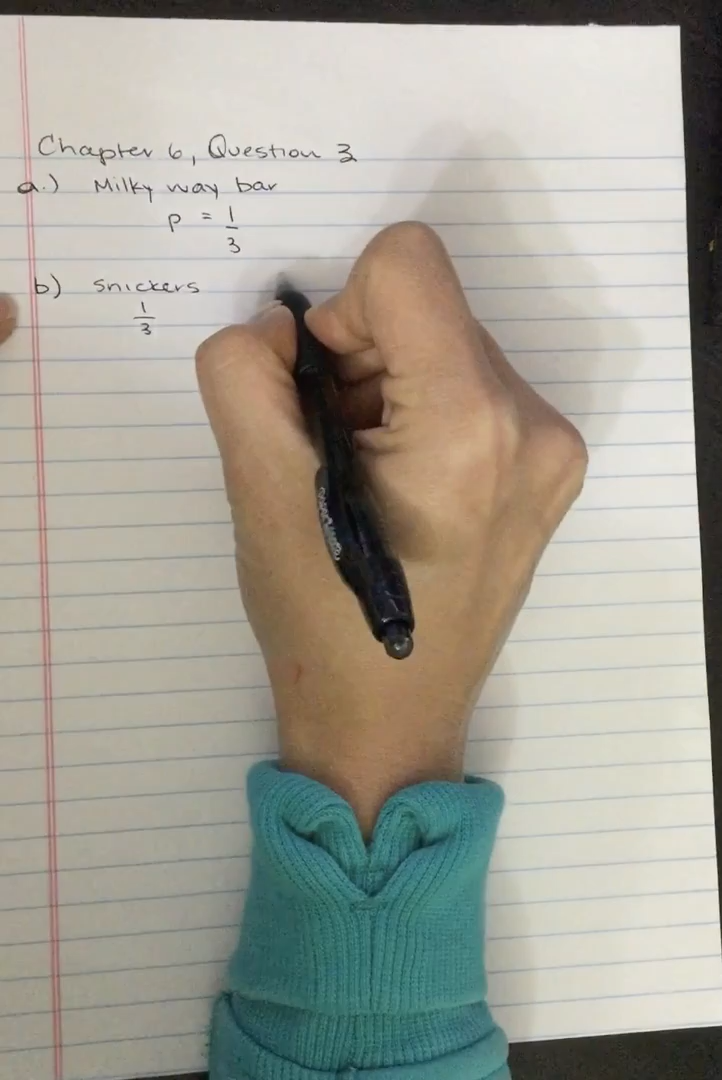 Chapter 6, Question 3
a.) Milky way bar
P = 1/3
b) snickers
1/3